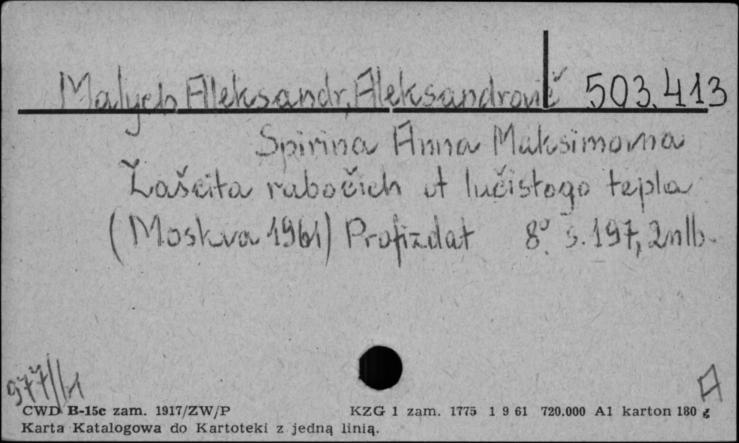 Malych Aleksandr, Aleksandrovič 503.413
Spirina Anna Maksimovna
Zaščita rabočich ot lučistogo tepla
(Moskva 1961) Profizdat 8° s. 197, 2nlb.
977/61
A
CWD B-15c zam. 1917/ZW/P KZG 1 zam. 1775 1 9 61 720.000 A1 karton 180 g
Karta Katalogowa do Kartoteki z jedną linią.